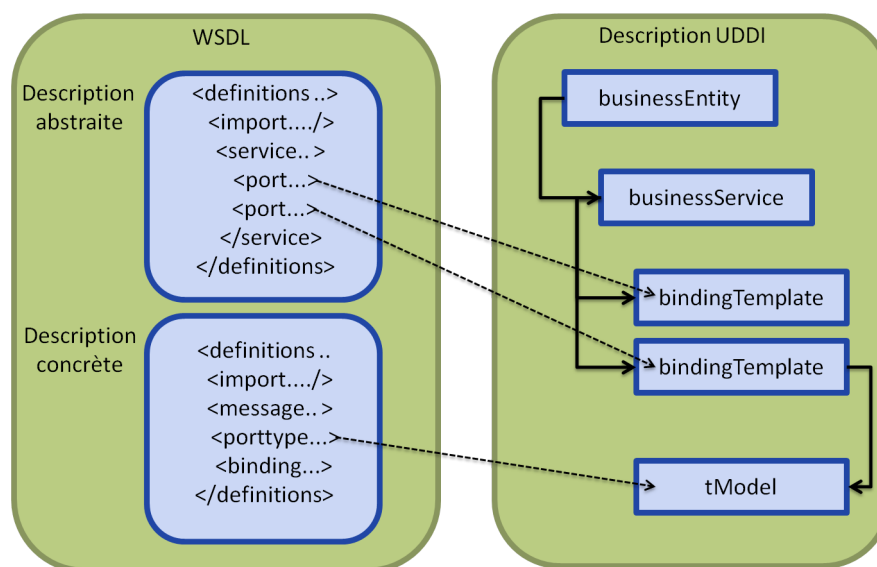 WSDL
Description
abstraite
<definitions ..>
<import..../>
<service.. >
<port...>
<port...>
</service>
</definitions>
Description
concrète
<definitions ..
<import..../>
<message.. >
<porttype...>
<binding...>
</definitions>
Description UDDI
businessEntity
businessService
bindingTemplate
bindingTemplate
tModel